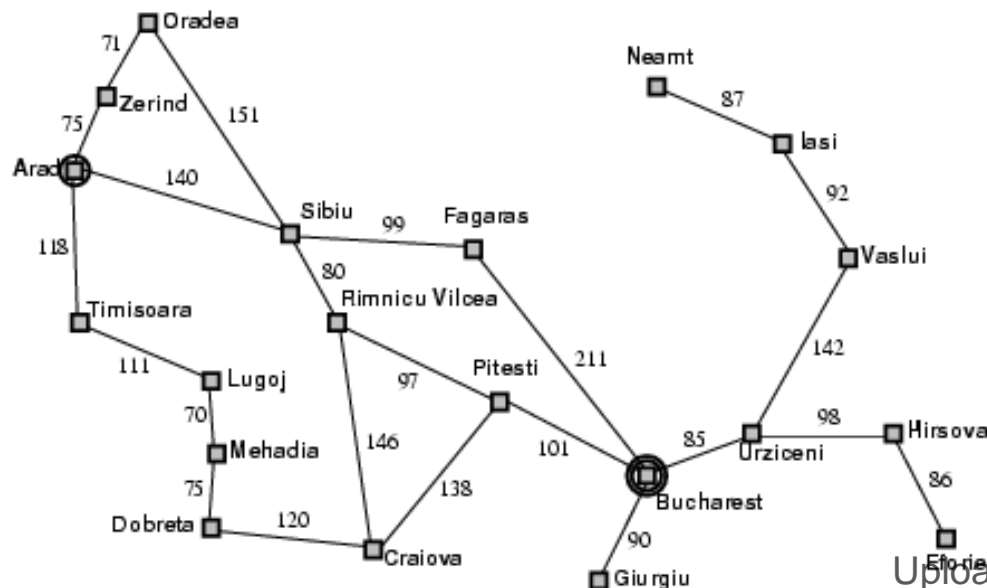 Oradea
71
Neamt
87
Zerind
151
75
Iasi
Arad
140
92
Sibiu
Fagaras
99
118
Vaslui
80
Timisoara
Rimnicu Vilcea
142
211
111
Pitesti
Lugoj
97
98
70
Hirsova
85
Urziceni
146
101
Mehadia
138
86
75
Bucharest
120
Dobreta
Craiova
90
Eforie
Uploa
Giurgiu